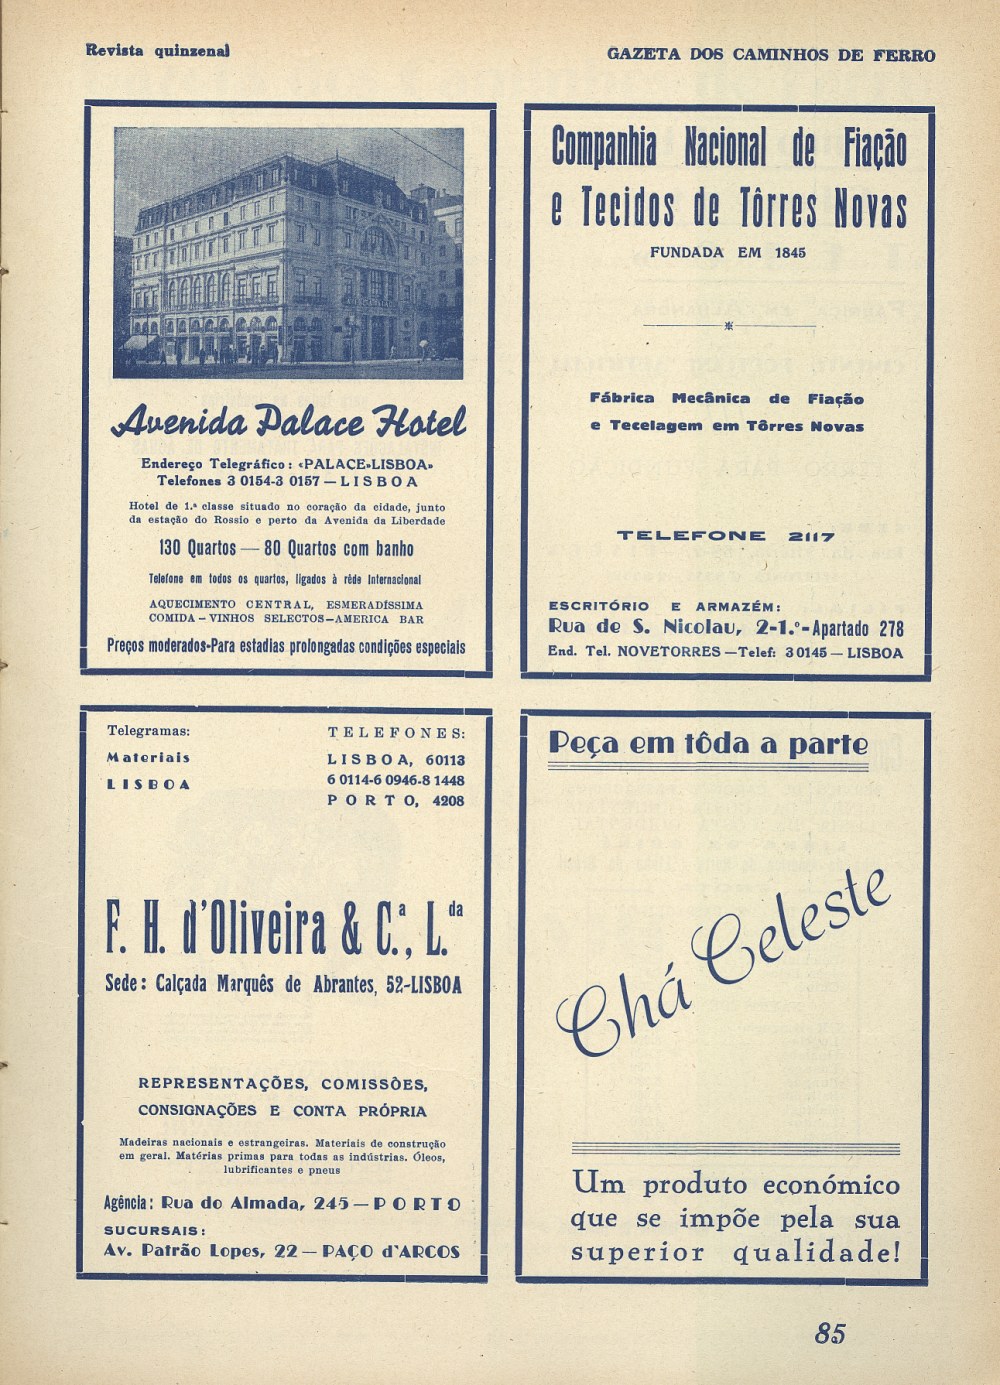 Revista quinzenal
GAZETA DOS CAMINHOS DE FERRO
Avenida Palace Hotel
Endereço Telegráfico: «PALACE-LISBOA»
Telefones 3 0154-3 0157 — LISBOA
Hotel de 1.ª classe situado no coração da cidade, junto
da estação do Rossio e perto da Avenida da Liberdade
130 Quartos — 80 Quartos com banho
Telefone em todos os quartos, ligados à rêde Internacional
AQUECIMENTO CENTRAL, ESMERADÍSSIMA
COMIDA – VINHOS SELECTOS – AMERICA BAR
Preços moderados-Para estadias prolongadas condições especiais
Companhia Nacional de Fiação
e Tecidos de Tôrres Novas
FUNDADA EM 1845
Fábrica Mecânica de Fiação
e Tecelagem em Tôrres Novas
TELEFONE 2117
ESCRITÓRIO E ARMAZÉM:
Rua de S. Nicolau, 2-1.º - Apartado 278
End. Tel. NOVETORRES — Telef: 3 0145 — LISBOA
Telegramas:
Materiais
LISBOA
TELEFONES:
LISBOA, 60113
6 0114-6 0946-8 1448
PORTO, 4208
F. H. d'Oliveira & C.ª, L.da
Sede: Calçada Marquês de Abrantes, 52-LISBOA
REPRESENTAÇÕES, COMISSÒES,
CONSIGNAÇÕES E CONTA PRÓPRIA
Madeiras nacionais e estrangeiras. Materiais de construção
em geral. Matérias primas para todas as indústrias. Óleos,
lubrificantes e pneus
Agência: Rua do Almada, 245 — PORTO
SUCURSAIS:
Av. Patrão Lopes, 22 — PAÇO d'ARCOS
Peça em tôda a parte
Chá Celeste
Um produto económico
que se impõe pela sua
superior qualidade!
85